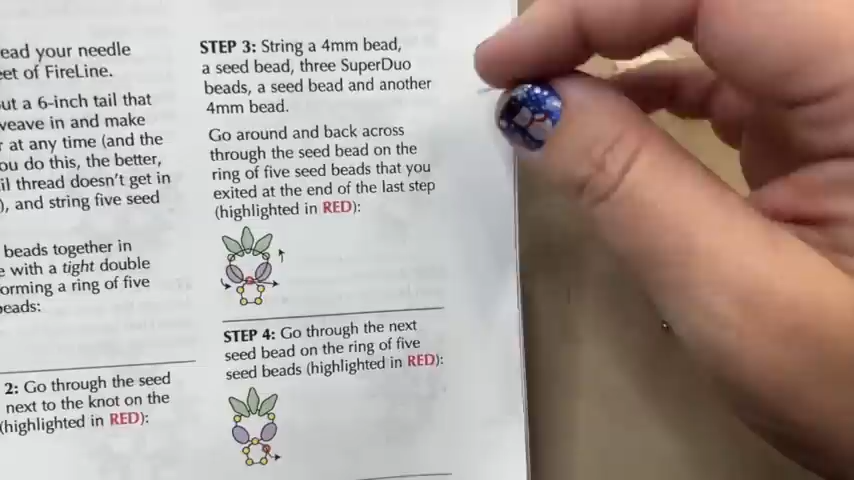 ead your needle
eet of FireLine.
ut a 6-inch tail that
weave in and make
r at any time (and the
ou do this, the better,
il thread doesn't get in
), and string five seed
beads together in
e with a tight double
orming a ring of five
beads:
2: Go through the seed
next to the knot on the
(highlighted in RED):
STEP 3: String a 4mm bead,
a seed bead, three SuperDuo
beads, a seed bead and another
4mm bead.
Go around and back across
through the seed bead on the
ring of five seed beads that you
exited at the end of the last step
(highlighted in RED):
STEP 4: Go through the next
seed bead on the ring of five
seed beads (highlighted in RED):